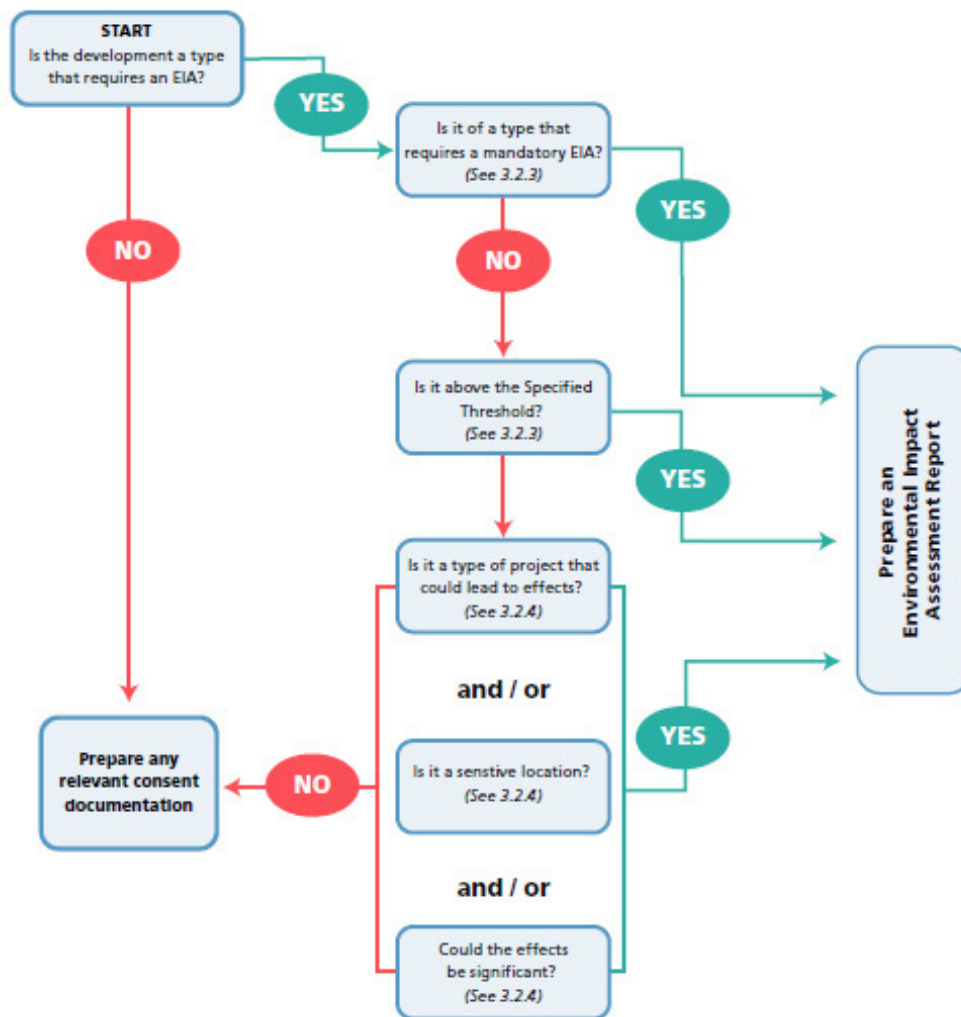 START
Is the development a type
that requires an EIA?
YES
Is it of a type that
requires a mandatory EIA?
(See 3.2.3)
YES
NO
NO
Is it above the Specified
Threshold?
(See 3.2.3)
YES
Prepare an
Environmental Impact
Assessment Report
Is it a type of project that
could lead to effects?
(See 3.2.4)
and / or
YES
Prepare any
relevant consent
documentation
NO
Is it a senstive location?
(See 3.2.4)
and / or
Could the effects
be significant?
(See 3.2.4)